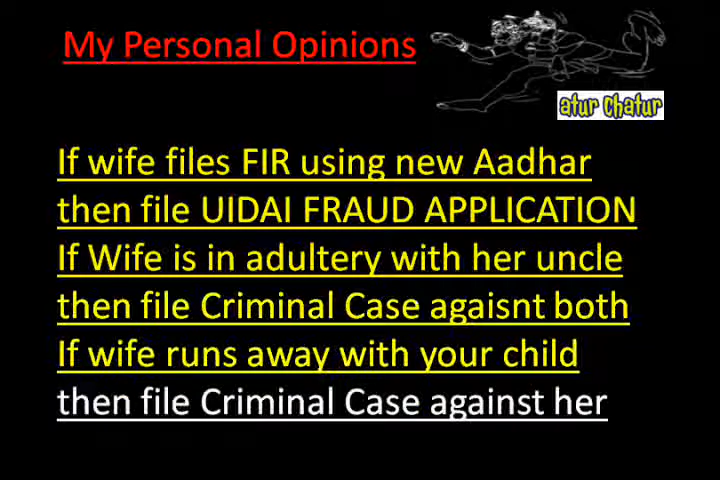 My Personal Opinions
atur Chatur
If wife files FIR using new Aadhar
then file UIDAI FRAUD APPLICATION
If Wife is in adultery with her uncle
then file Criminal Case agaisnt both
If wife runs away with your child
then file Criminal Case against her